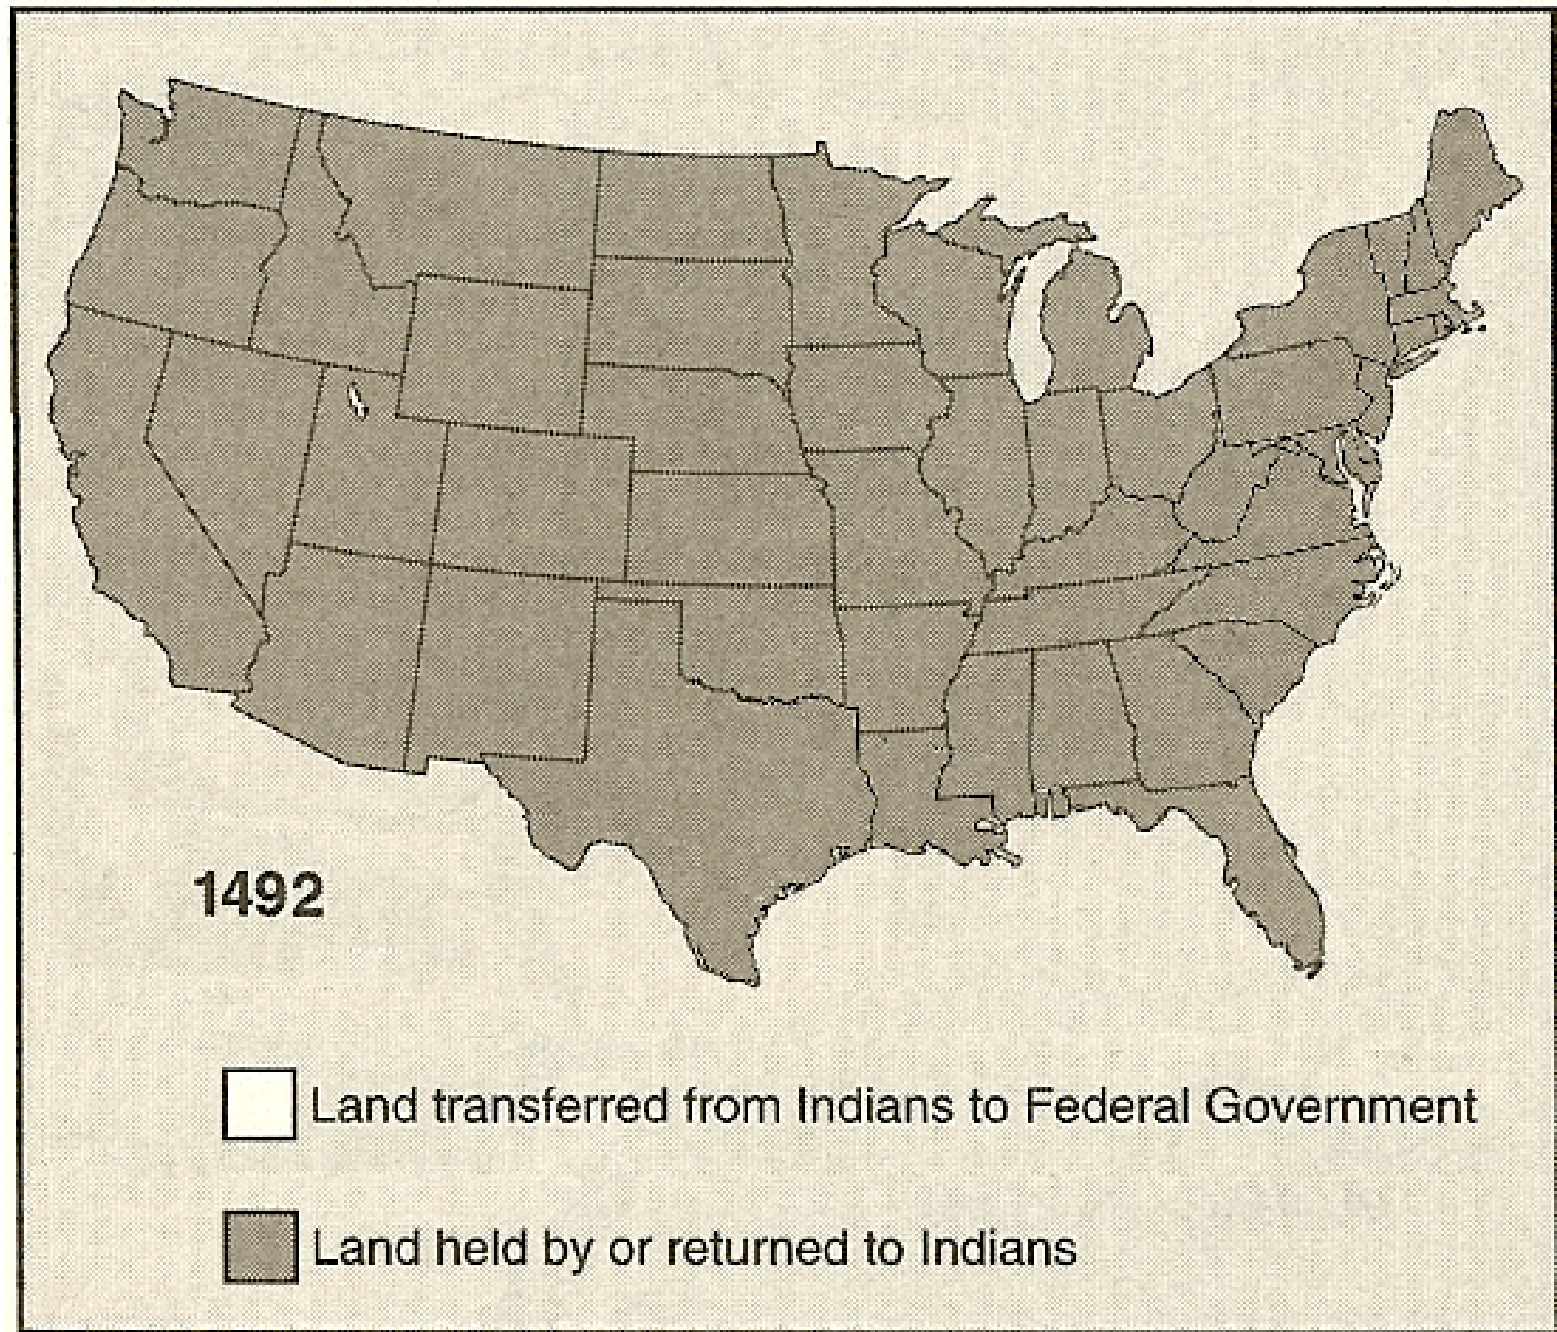 1492
Land transferred from Indians to Federal Government
Land held by or returned to Indians